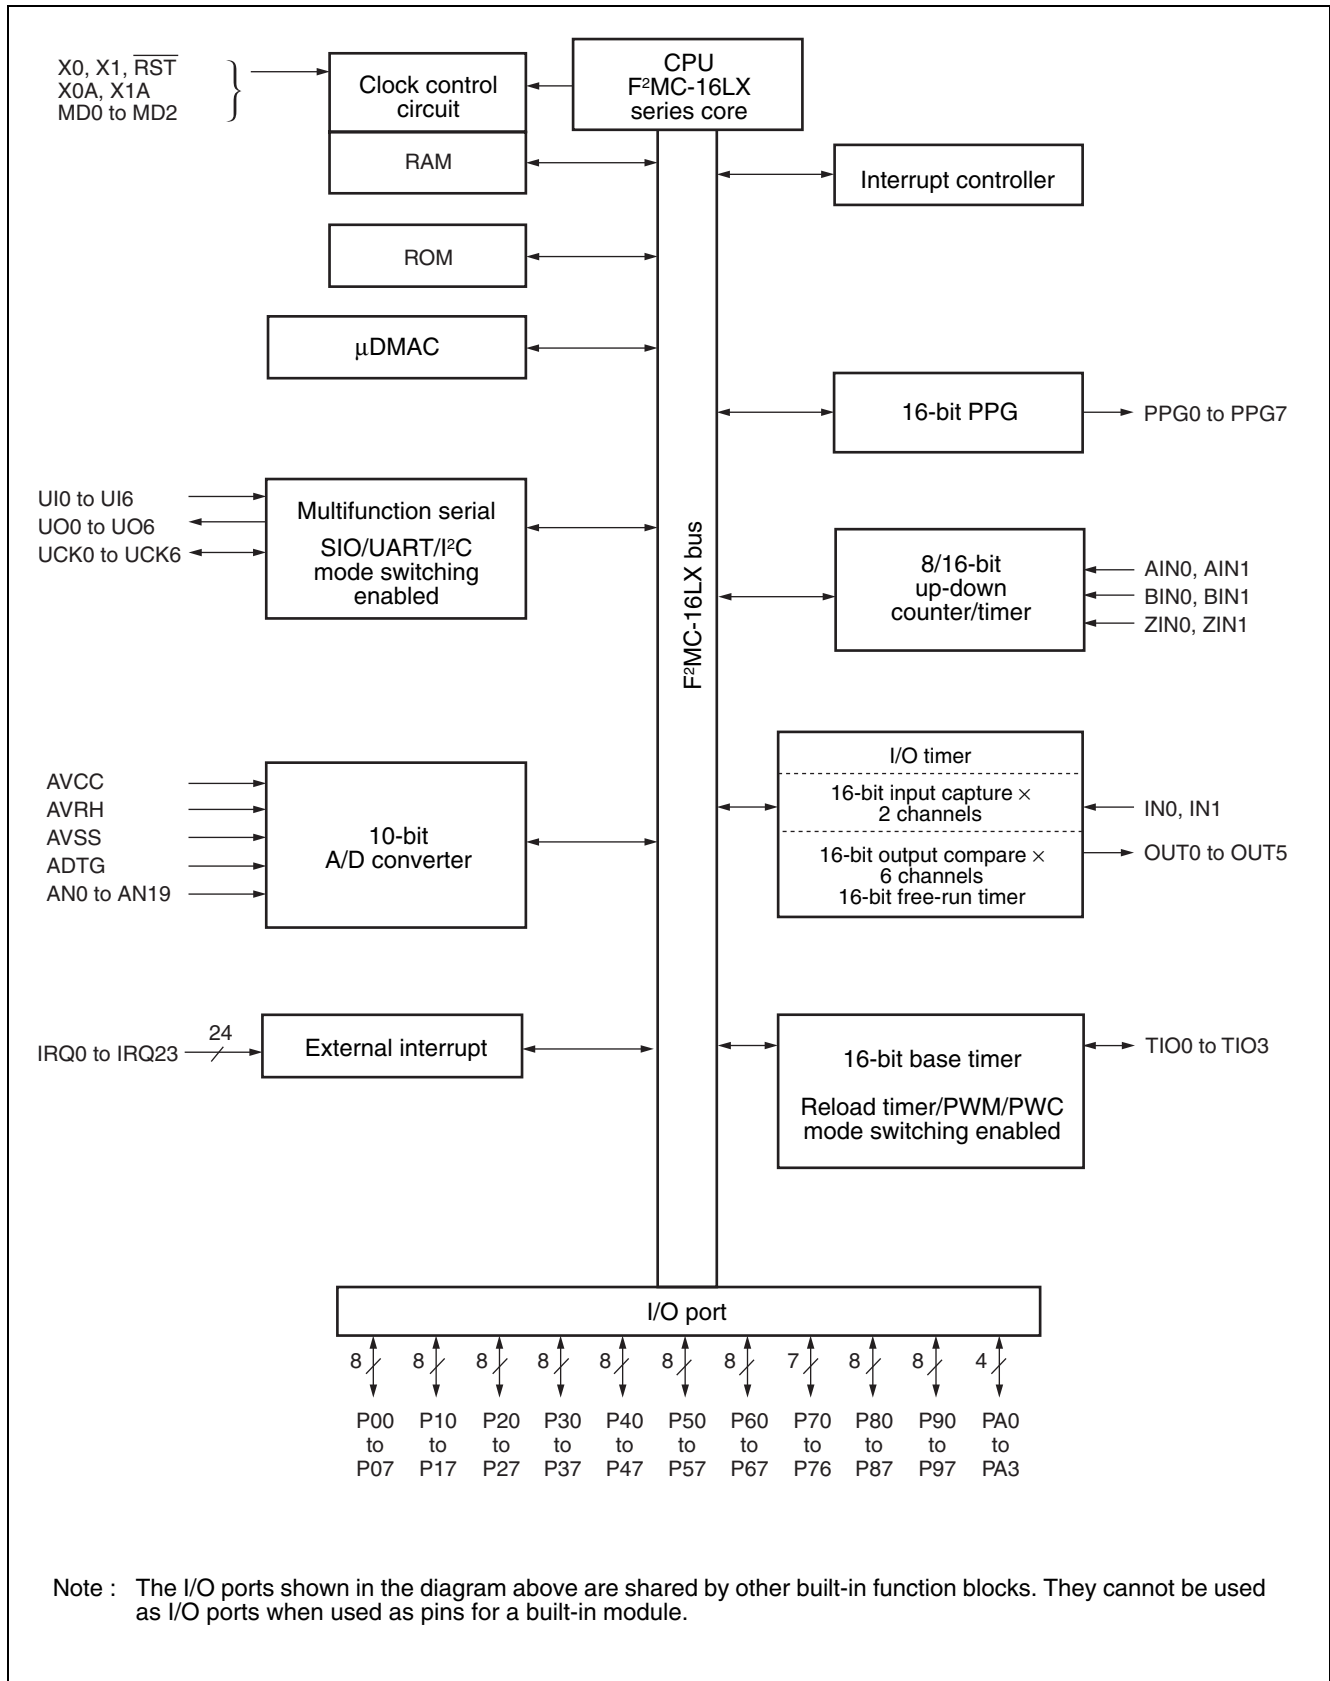 X0, X1, RST
X0A, X1A
MD0 to MD2
Clock control
circuit
CPU
F²MC-16LX
series core
RAM
Interrupt controller
ROM
µDMAC
16-bit PPG
PPG0 to PPG7
UI0 to UI6
UO0 to UO6
UCK0 to UCK6
Multifunction serial
SIO/UART/I²C
mode switching
enabled
F²MC-16LX bus
8/16-bit
up-down
counter/timer
AIN0, AIN1
BIN0, BIN1
ZIN0, ZIN1
AVCC
AVRH
AVSS
ADTG
AN0 to AN19
10-bit
A/D converter
I/O timer
16-bit input capture ×
2 channels
16-bit output compare ×
6 channels
16-bit free-run timer
IN0, IN1
OUT0 to OUT5
IRQ0 to IRQ23
24
External interrupt
16-bit base timer
Reload timer/PWM/PWC
mode switching enabled
TIO0 to TIO3
I/O port
8 8 8 8 8 8 8 7 8 8 4
P00 P10 P20 P30 P40 P50 P60 P70 P80 P90 PA0
to to to to to to to to to to to
P07 P17 P27 P37 P47 P57 P67 P76 P87 P97 PA3
Note : The I/O ports shown in the diagram above are shared by other built-in function blocks. They cannot be used
as I/O ports when used as pins for a built-in module.